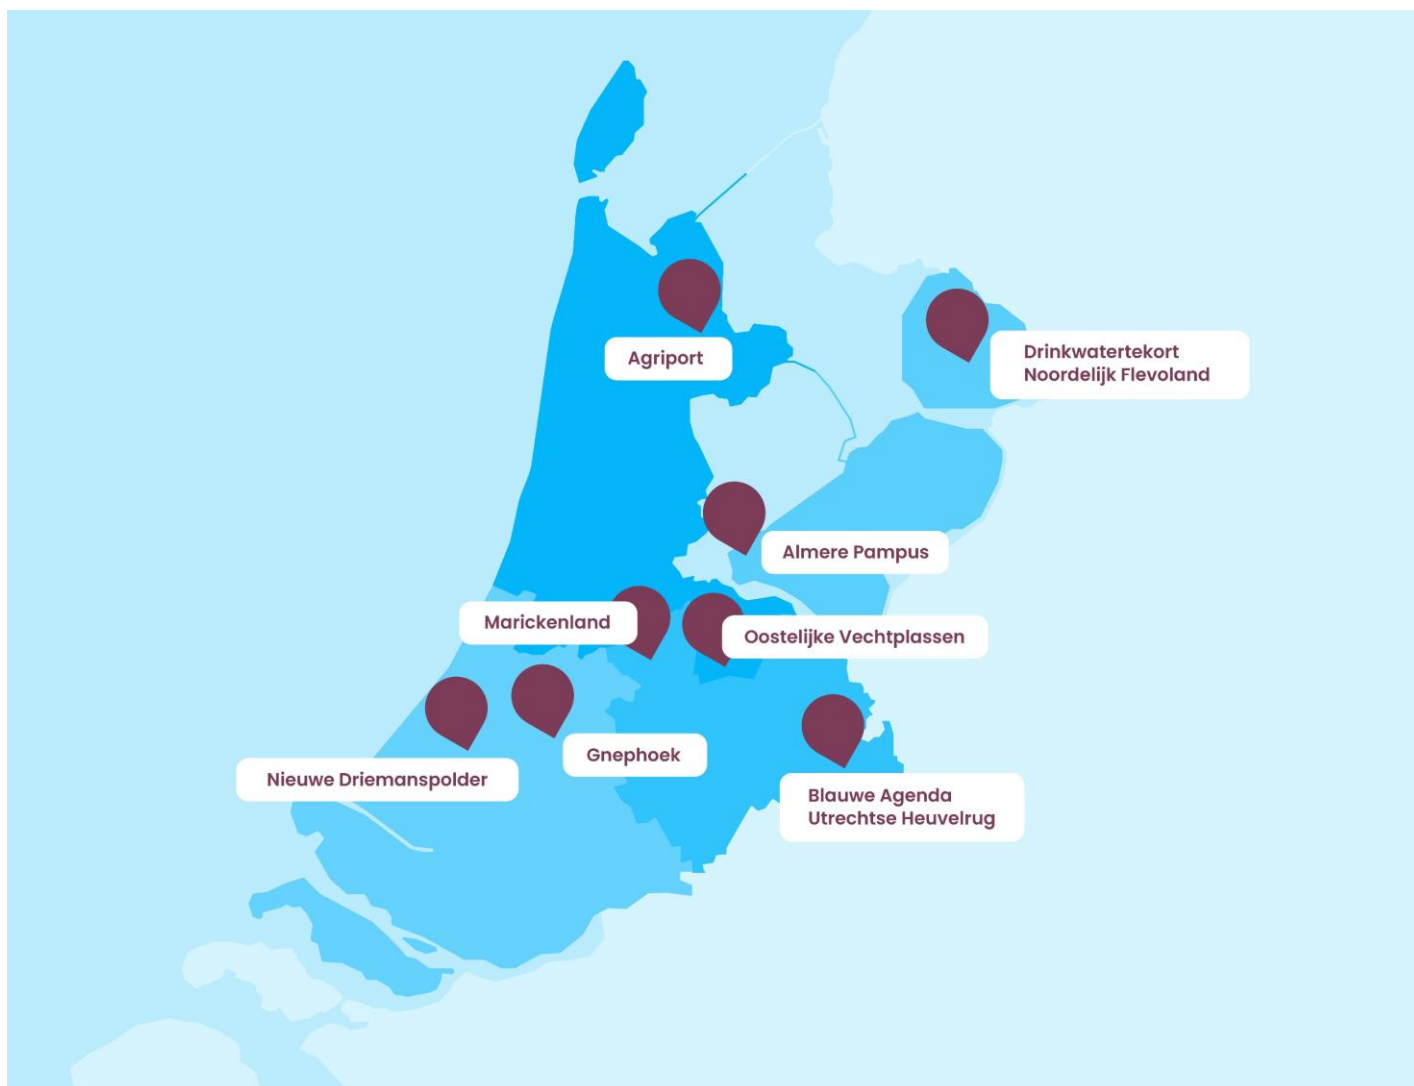 Agriport
Drinkwatertekort
Noordelijk Flevoland
Almere Pampus
Marickenland
Oostelijke Vechtplassen
Gnephoek
Nieuwe Driemanspolder
Blauwe Agenda
Utrechtse Heuvelrug